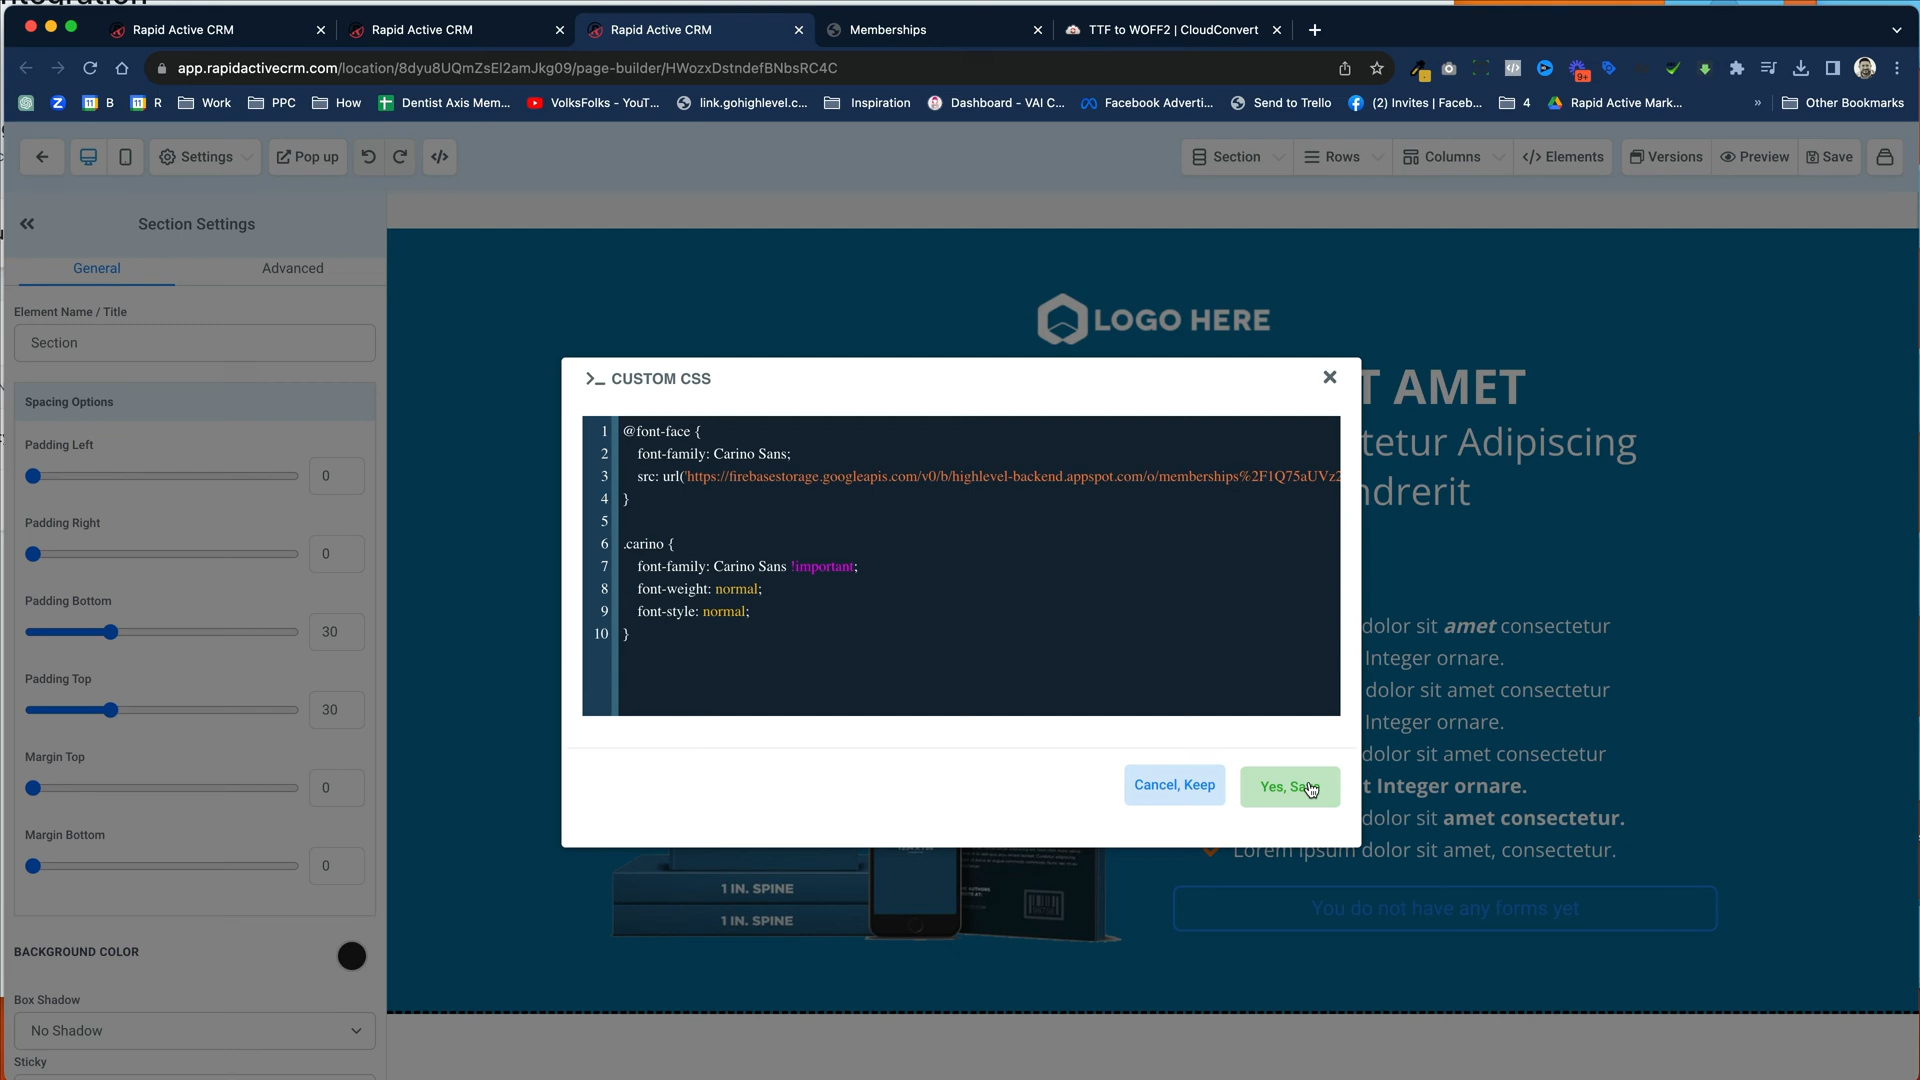 Rapid Active CRM
Rapid Active CRM
Rapid Active CRM
Memberships
TTF to WOFF2 | CloudConvert
app.rapidactivecrm.com/location/8dyu8UQmZsEl2amJkg09/page-builder/HWozxDstndefBNbsRC4C
9+
B
R
Work
PPC
How
Dentist Axis Mem...
VolksFolks - YouT...
link.gohighlevel.c...
Inspiration
Dashboard - VAI C...
Facebook Adverti...
Send to Trello
(2) Invites | Faceb...
4
Rapid Active Mark...
»
Other Bookmarks
Settings
Pop up
Section
Rows
Columns
</> Elements
Versions
Preview
Save
Section Settings
General
Advanced
Element Name / Title
Section
Spacing Options
Padding Left
0
Padding Right
0
Padding Bottom
30
Padding Top
30
Margin Top
0
Margin Bottom
0
BACKGROUND COLOR
Box Shadow
No Shadow
Sticky
LOGO HERE
T AMET
tetur Adipiscing
ndrerit
>_ CUSTOM CSS
1 @font-face {
2 font-family: Carino Sans;
3 src: url('https://firebasestorage.googleapis.com/v0/b/highlevel-backend.appspot.com/o/memberships%2F1Q75aUVz2
4 }
5
6 .carino {
7 font-family: Carino Sans !important;
8 font-weight: normal;
9 font-style: normal;
10 }
Cancel, Keep
Yes, Save
dolor sit amet consectetur
Integer ornare.
dolor sit amet consectetur
Integer ornare.
dolor sit amet consectetur
t Integer ornare.
dolor sit amet consectetur.
Lorem ipsum dolor sit amet, consectetur.
1 IN. SPINE
1 IN. SPINE
You do not have any forms yet